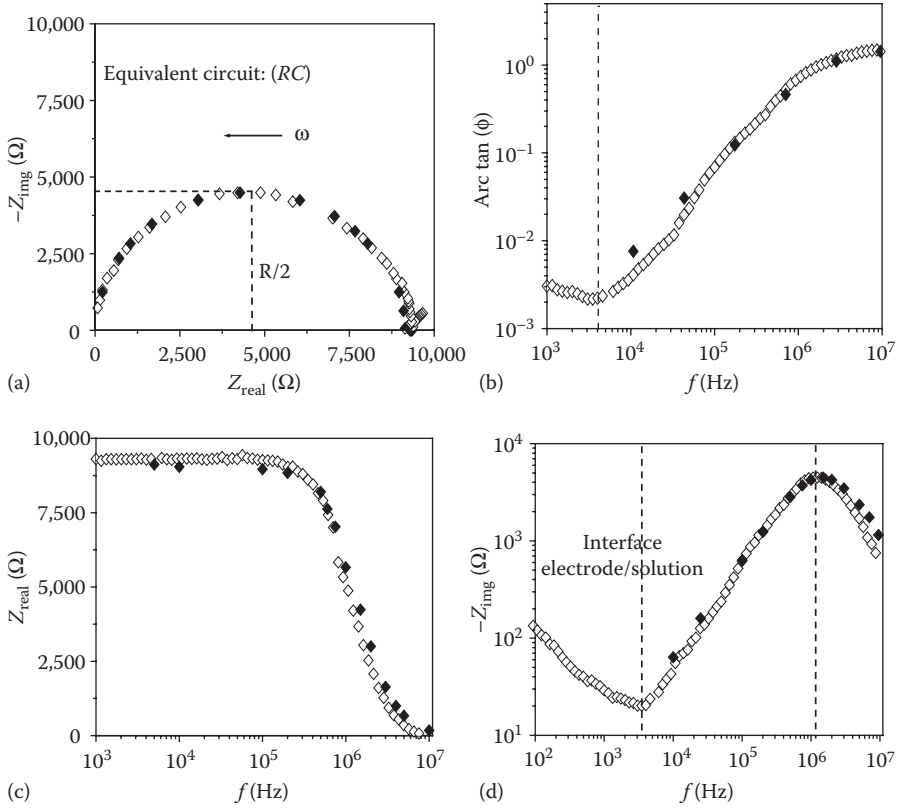 10,000
7,500
5,000
2,500
0
−Z_img (Ω)
Equivalent circuit: (RC)
ω
R/2
0 2,500 5,000 7,500 10,000
Z_real (Ω)
(a)
10^0
10^−1
10^−2
10^−3
Arc tan (ϕ)
10^3 10^4 10^5 10^6 10^7
f (Hz)
(b)
10,000
7,500
5,000
2,500
0
Z_real (Ω)
10^3 10^4 10^5 10^6 10^7
f (Hz)
(c)
10^4
10^3
10^2
10^1
−Z_img (Ω)
Interface
electrode/solution
10^2 10^3 10^4 10^5 10^6 10^7
f (Hz)
(d)